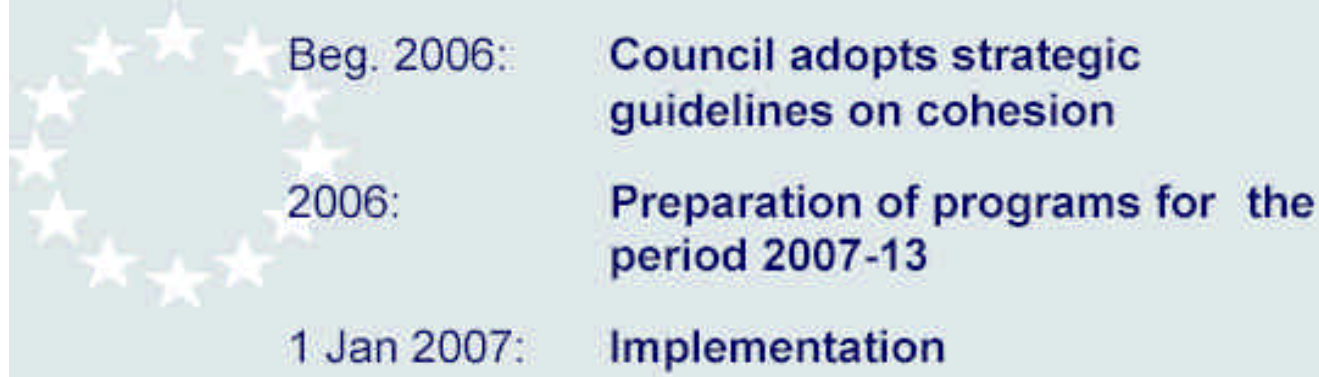 Beg. 2006: Council adopts strategic
guidelines on cohesion
2006: Preparation of programs for the
period 2007-13
1 Jan 2007: Implementation